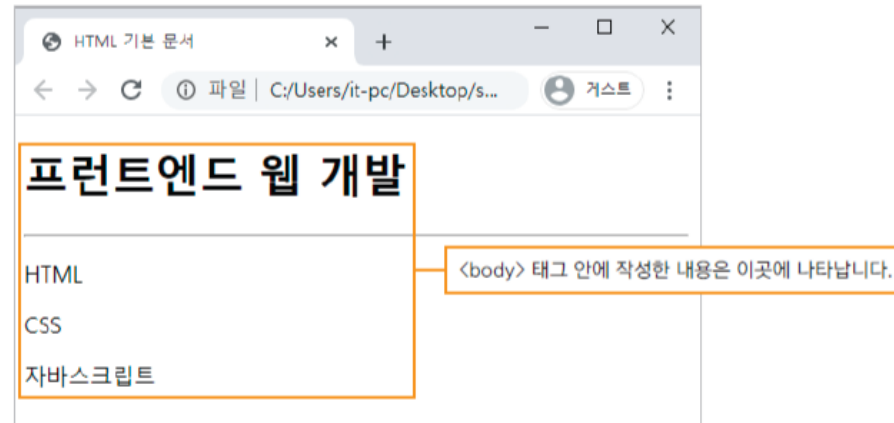 HTML 기본 문서
파일 | C:/Users/it-pc/Desktop/s...
게스트
프런트엔드 웹 개발
<body> 태그 안에 작성한 내용은 이곳에 나타납니다.
HTML
CSS
자바스크립트